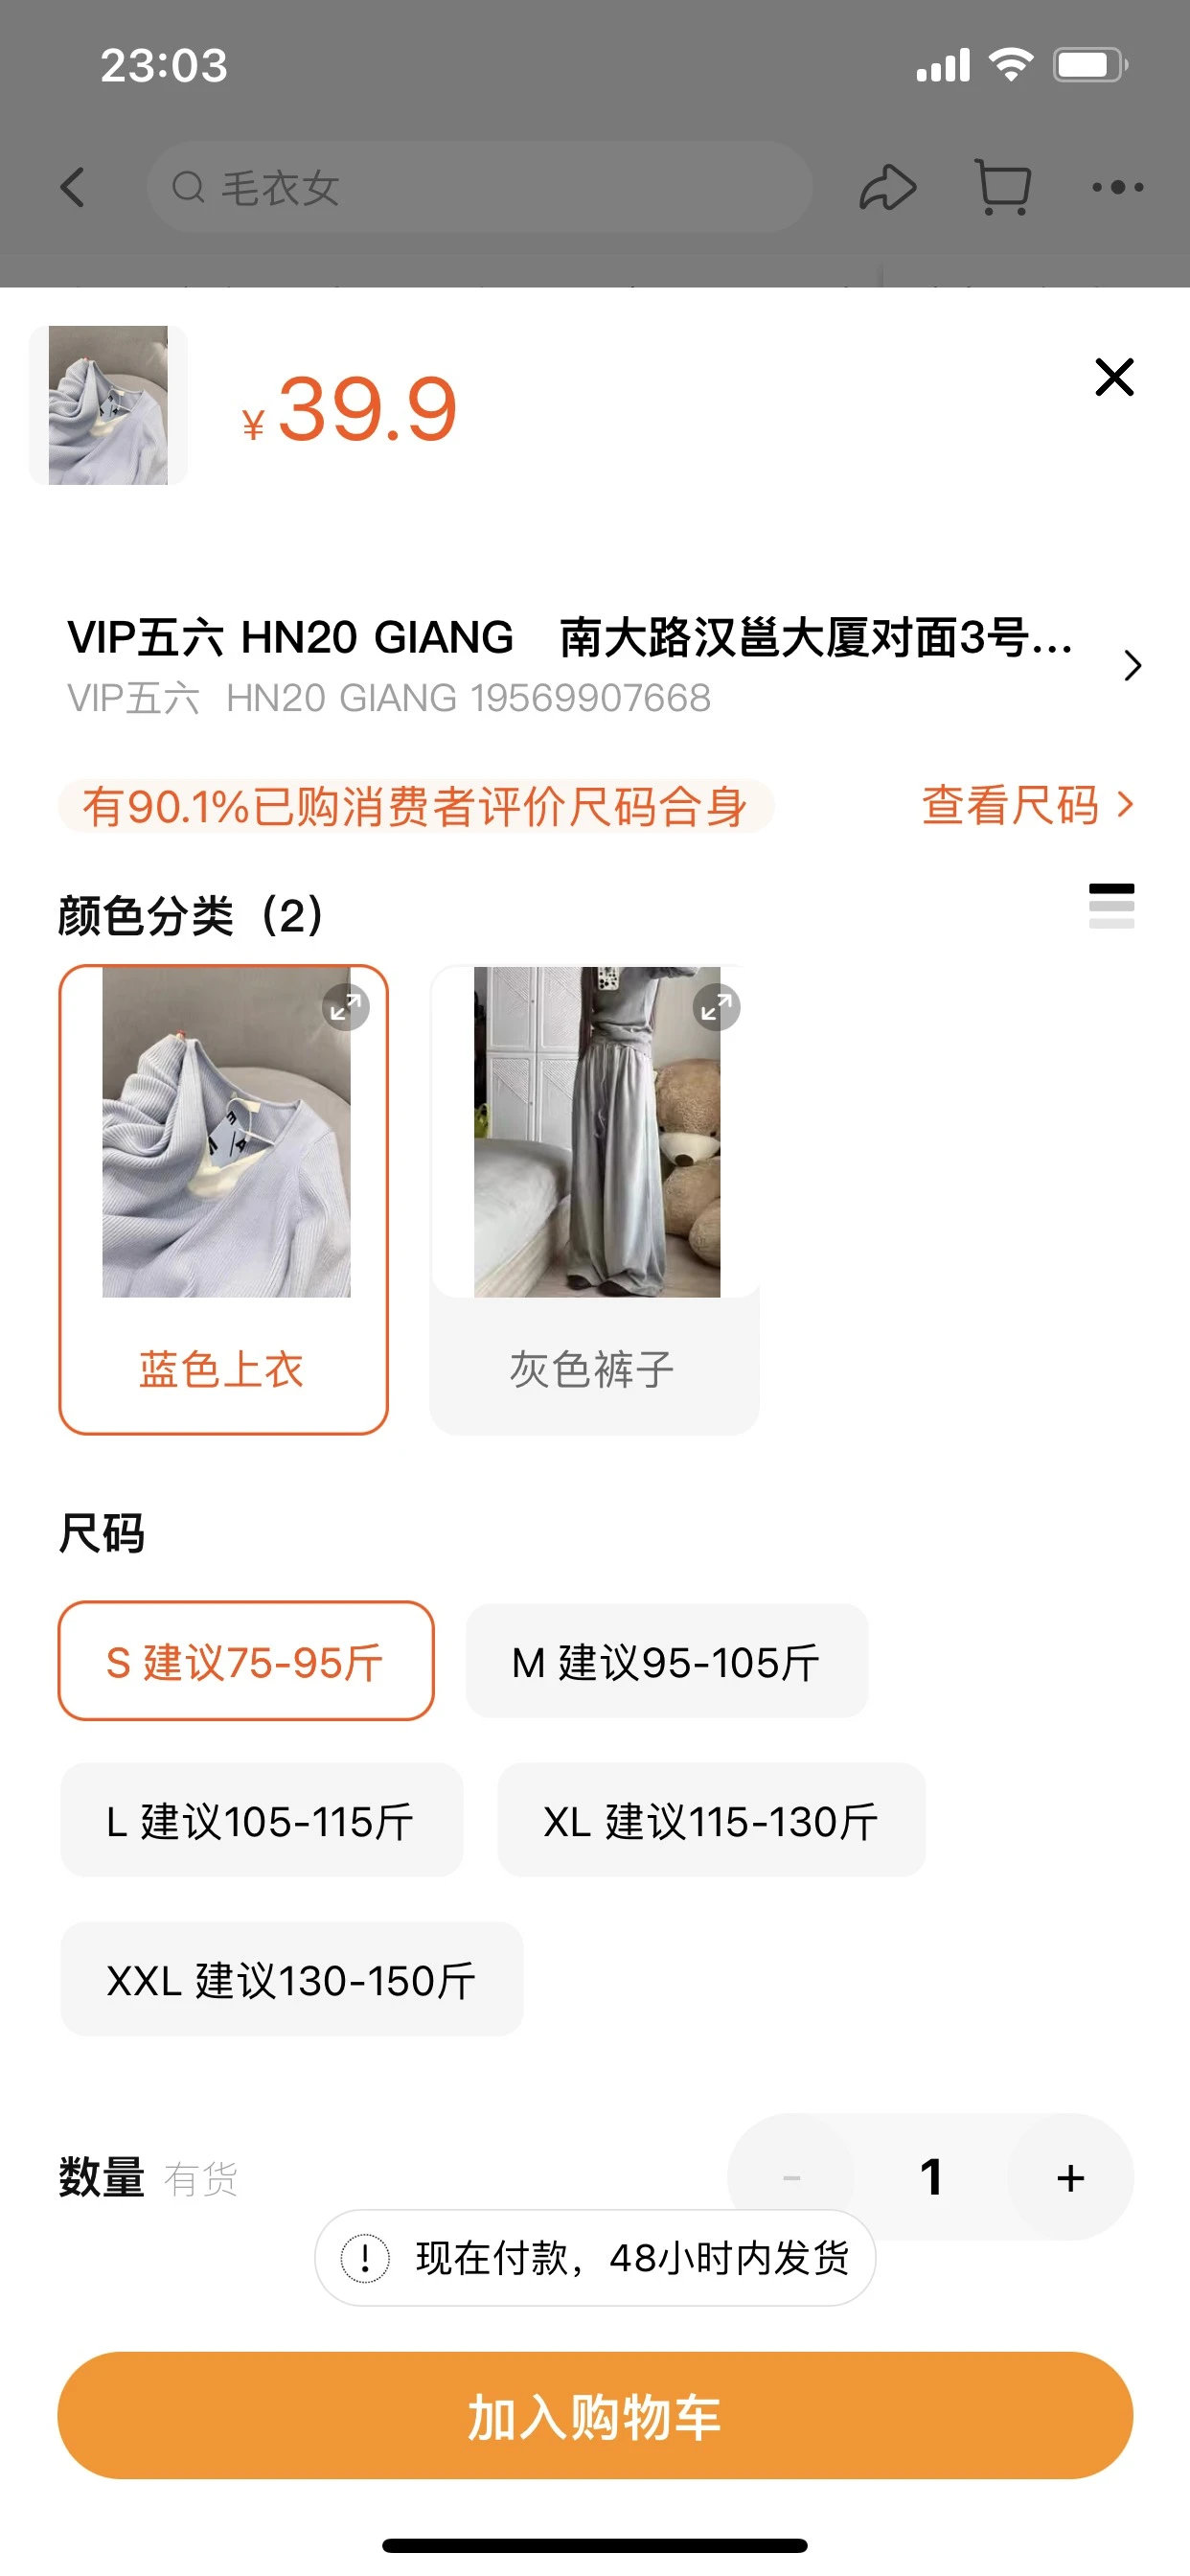 23:03
毛衣女
¥39.9
VIP五六 HN20 GIANG 南大路汉邕大厦对面3号...
VIP五六 HN20 GIANG 19569907668
有90.1%已购消费者评价尺码合身
查看尺码
颜色分类（2）
蓝色上衣
灰色裤子
尺码
S 建议75-95斤
M 建议95-105斤
L 建议105-115斤
XL 建议115-130斤
XXL 建议130-150斤
数量 有货
- 1 +
现在付款，48小时内发货
加入购物车